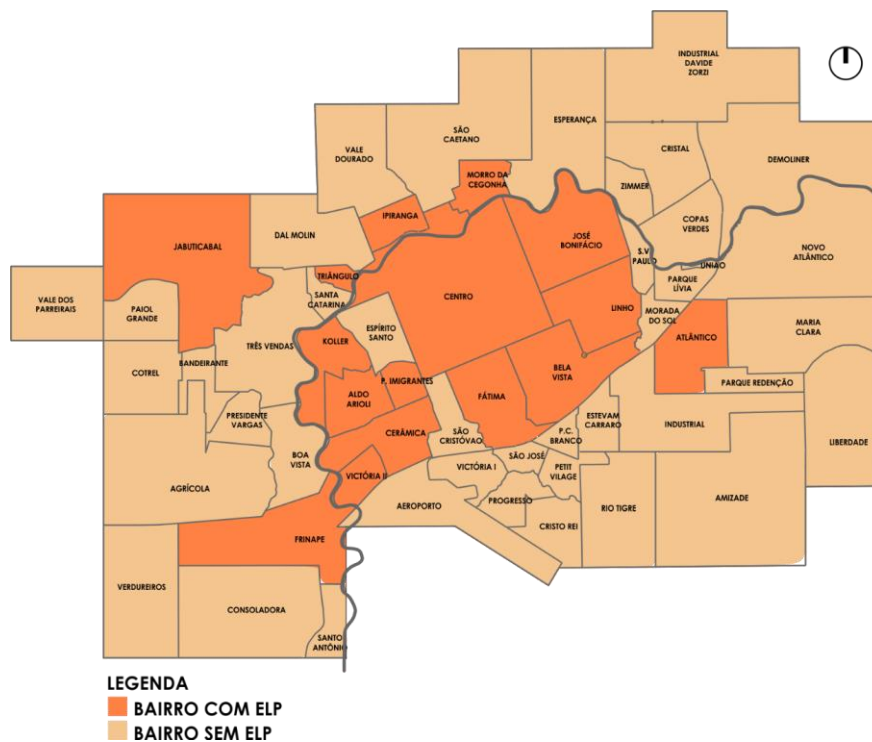 INDUSTRIAL
DAVIDE
ZORZI
ESPERANÇA
SÃO
CAETANO
VALE
DOURADO
CRISTAL
DEMOLINER
MORRO DA
CEGONHA
ZIMMER
IPIRANGA
COPAS
VERDES
DAL MOLIN
JOSÉ
BONIFÁCIO
JABUTICABAL
S.V
PAULO
NOVO
ATLÂNTICO
UNIÃO
TRIÂNGULO
PARQUE
LÍVIA
VALE DOS
PARREIRAIS
PAIOL
GRANDE
SANTA
CATARINA
CENTRO
LINHO
MORADA
DO SOL
ESPÍRITO
SANTO
MARIA
CLARA
KOLLER
ATLÂNTICO
TRÊS VENDAS
BANDEIRANTE
COTREL
BELA
VISTA
P. IMIGRANTES
PARQUE REDENÇÃO
ALDO
ARIOLI
FÁTIMA
PRESIDENTE
VARGAS
ESTEVAM
CARRARO
INDUSTRIAL
CERÂMICA
SÃO
CRISTÓVAO
P.C.
BRANCO
LIBERDADE
BOA
VISTA
SÃO JOSÉ
VICTÓRIA I
PETIT
VILAGE
VICTÓRIA II
AGRÍCOLA
AMIZADE
PROGRESSO
AEROPORTO
RIO TIGRE
CRISTO REI
FRINAPE
VERDUREIROS
CONSOLADORA
SANTO
ANTÔNIO
LEGENDA
BAIRRO COM ELP
BAIRRO SEM ELP